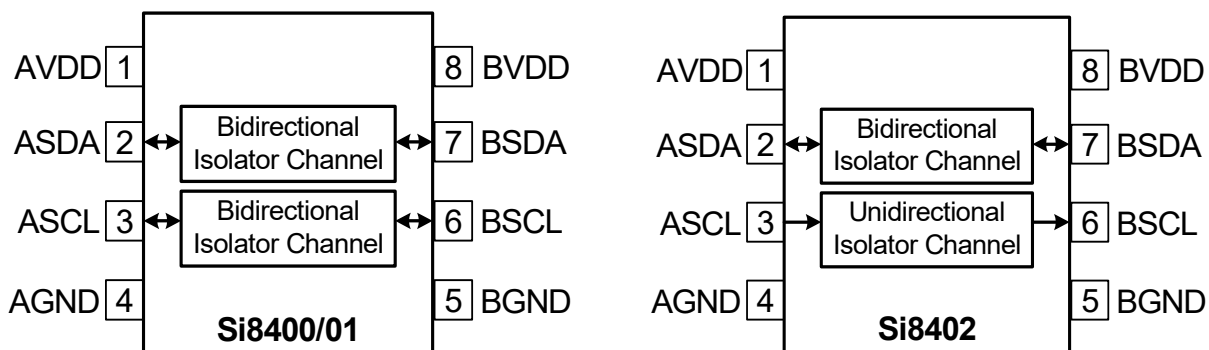 AVDD 1
8 BVDD
ASDA 2
Bidirectional
Isolator Channel
7 BSDA
ASCL 3
Bidirectional
Isolator Channel
6 BSCL
AGND 4
5 BGND
Si8400/01
AVDD 1
8 BVDD
ASDA 2
Bidirectional
Isolator Channel
7 BSDA
ASCL 3
Unidirectional
Isolator Channel
6 BSCL
AGND 4
5 BGND
Si8402